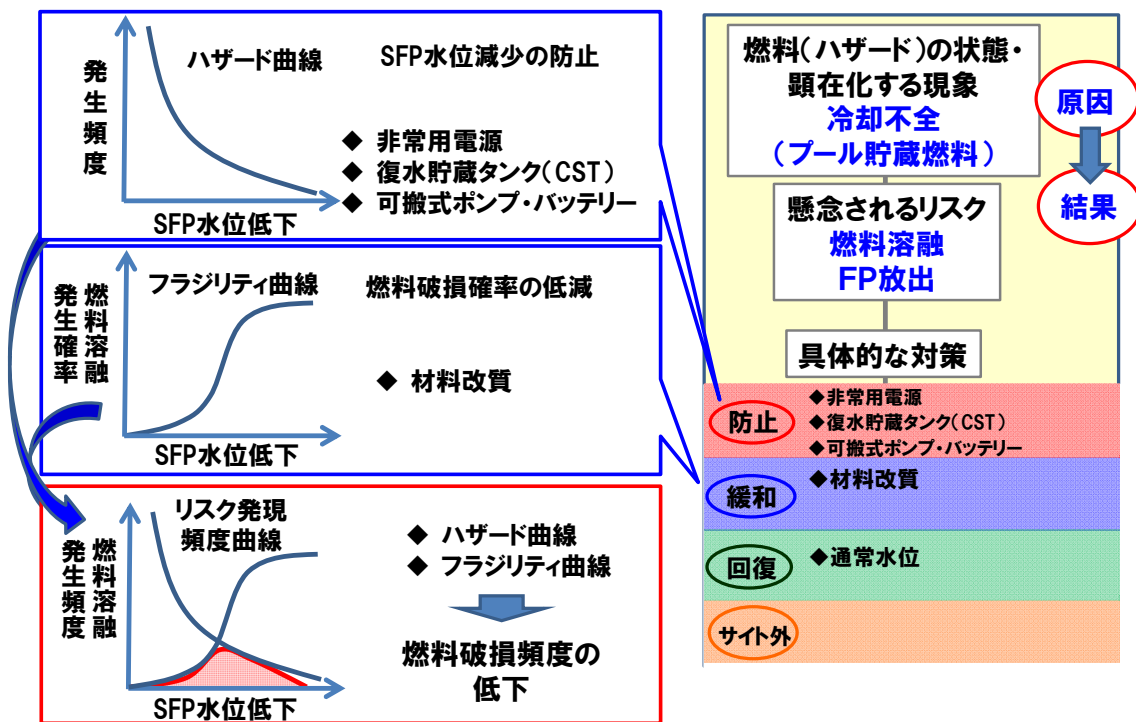 発生頻度
ハザード曲線
SFP水位減少の防止
◆ 非常用電源
◆ 復水貯蔵タンク(CST)
◆ 可搬式ポンプ・バッテリー
SFP水位低下
燃料溶融
発生確率
フラジリティ曲線
燃料破損確率の低減
◆ 材料改質
SFP水位低下
燃料溶融
発生頻度
リスク発現
頻度曲線
◆ ハザード曲線
◆ フラジリティ曲線
燃料破損頻度の
低下
SFP水位低下
燃料(ハザード)の状態・
顕在化する現象
冷却不全
(プール貯蔵燃料)
原因
結果
懸念されるリスク
燃料溶融
FP放出
具体的な対策
防止
◆非常用電源
◆復水貯蔵タンク(CST)
◆可搬式ポンプ・バッテリー
緩和
◆材料改質
回復
◆通常水位
サイト外